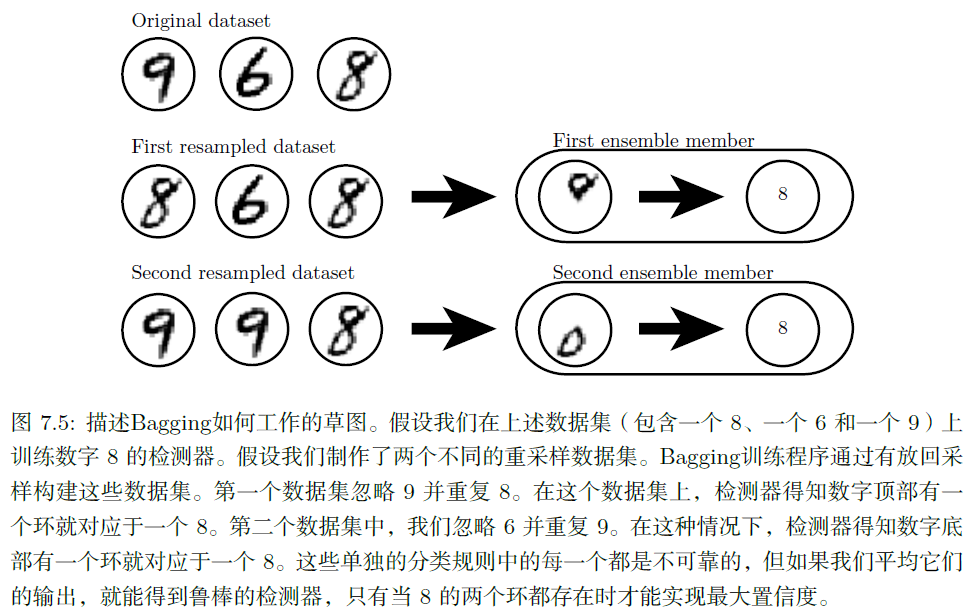 Original dataset
9 6 8
First resampled dataset
First ensemble member
8 6 8
8
Second resampled dataset
Second ensemble member
9 9 8
8
图 7.5: 描述Bagging如何工作的草图。假设我们在上述数据集（包含一个 8、一个 6 和一个 9）上
训练数字 8 的检测器。假设我们制作了两个不同的重采样数据集。Bagging训练程序通过有放回采
样构建这些数据集。第一个数据集忽略 9 并重复 8。在这个数据集上，检测器得知数字顶部有一
个环就对应于一个 8。第二个数据集中，我们忽略 6 并重复 9。在这种情况下，检测器得知数字底
部有一个环就对应于一个 8。这些单独的分类规则中的每一个都是不可靠的，但如果我们平均它们
的输出，就能得到鲁棒的检测器，只有当 8 的两个环都存在时才能实现最大置信度。